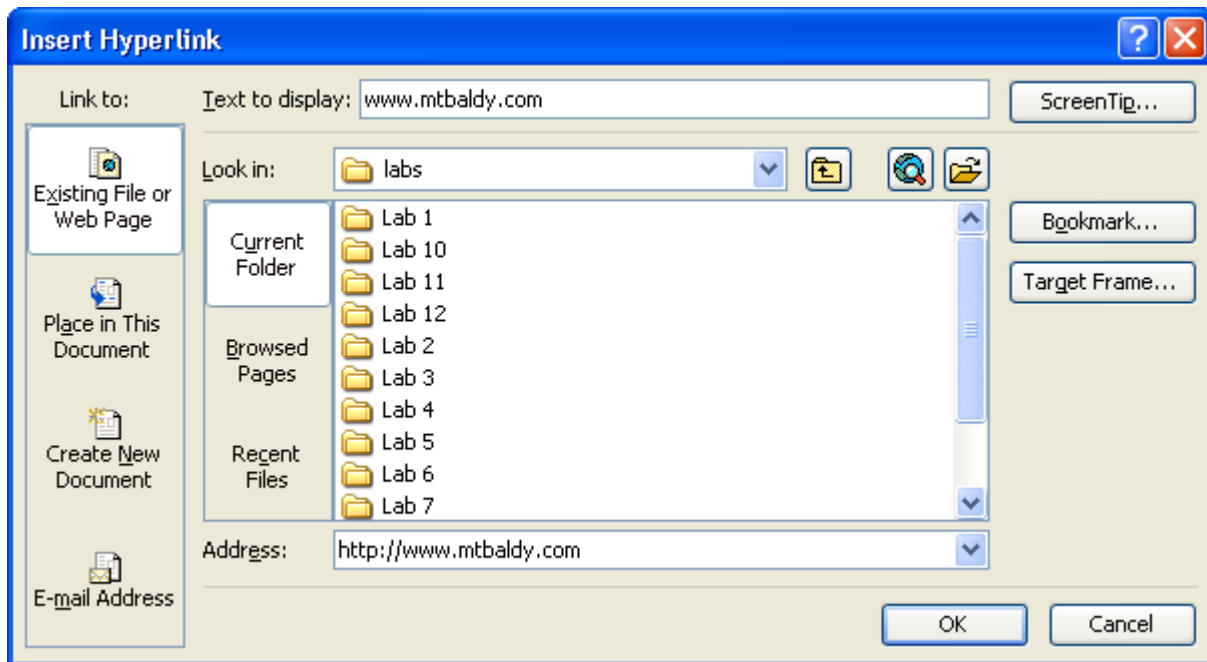 Insert Hyperlink
Link to:
Text to display: www.mtbaldy.com
ScreenTip...
Existing File or
Web Page
Place in This
Document
Create New
Document
E-mail Address
Look in: labs
Current
Folder
Browsed
Pages
Recent
Files
Lab 1
Lab 10
Lab 11
Lab 12
Lab 2
Lab 3
Lab 4
Lab 5
Lab 6
Lab 7
Bookmark...
Target Frame...
Address: http://www.mtbaldy.com
OK
Cancel